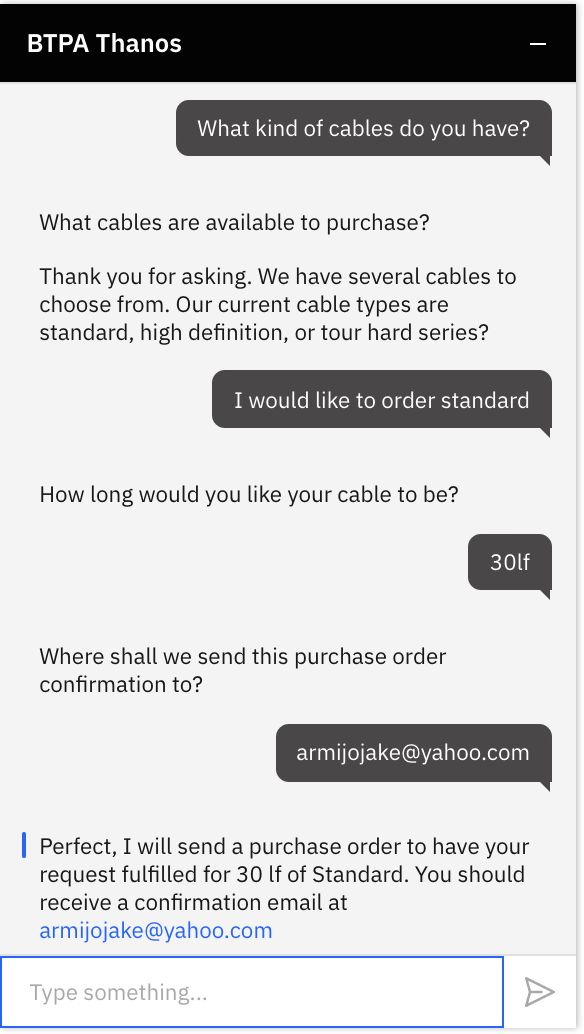 BTPA Thanos
What kind of cables do you have?
What cables are available to purchase?
Thank you for asking. We have several cables to
choose from. Our current cable types are
standard, high definition, or tour hard series?
I would like to order standard
How long would you like your cable to be?
30lf
Where shall we send this purchase order
confirmation to?
armijojake@yahoo.com
Perfect, I will send a purchase order to have your
request fulfilled for 30 lf of Standard. You should
receive a confirmation email at
armijojake@yahoo.com
Type something...